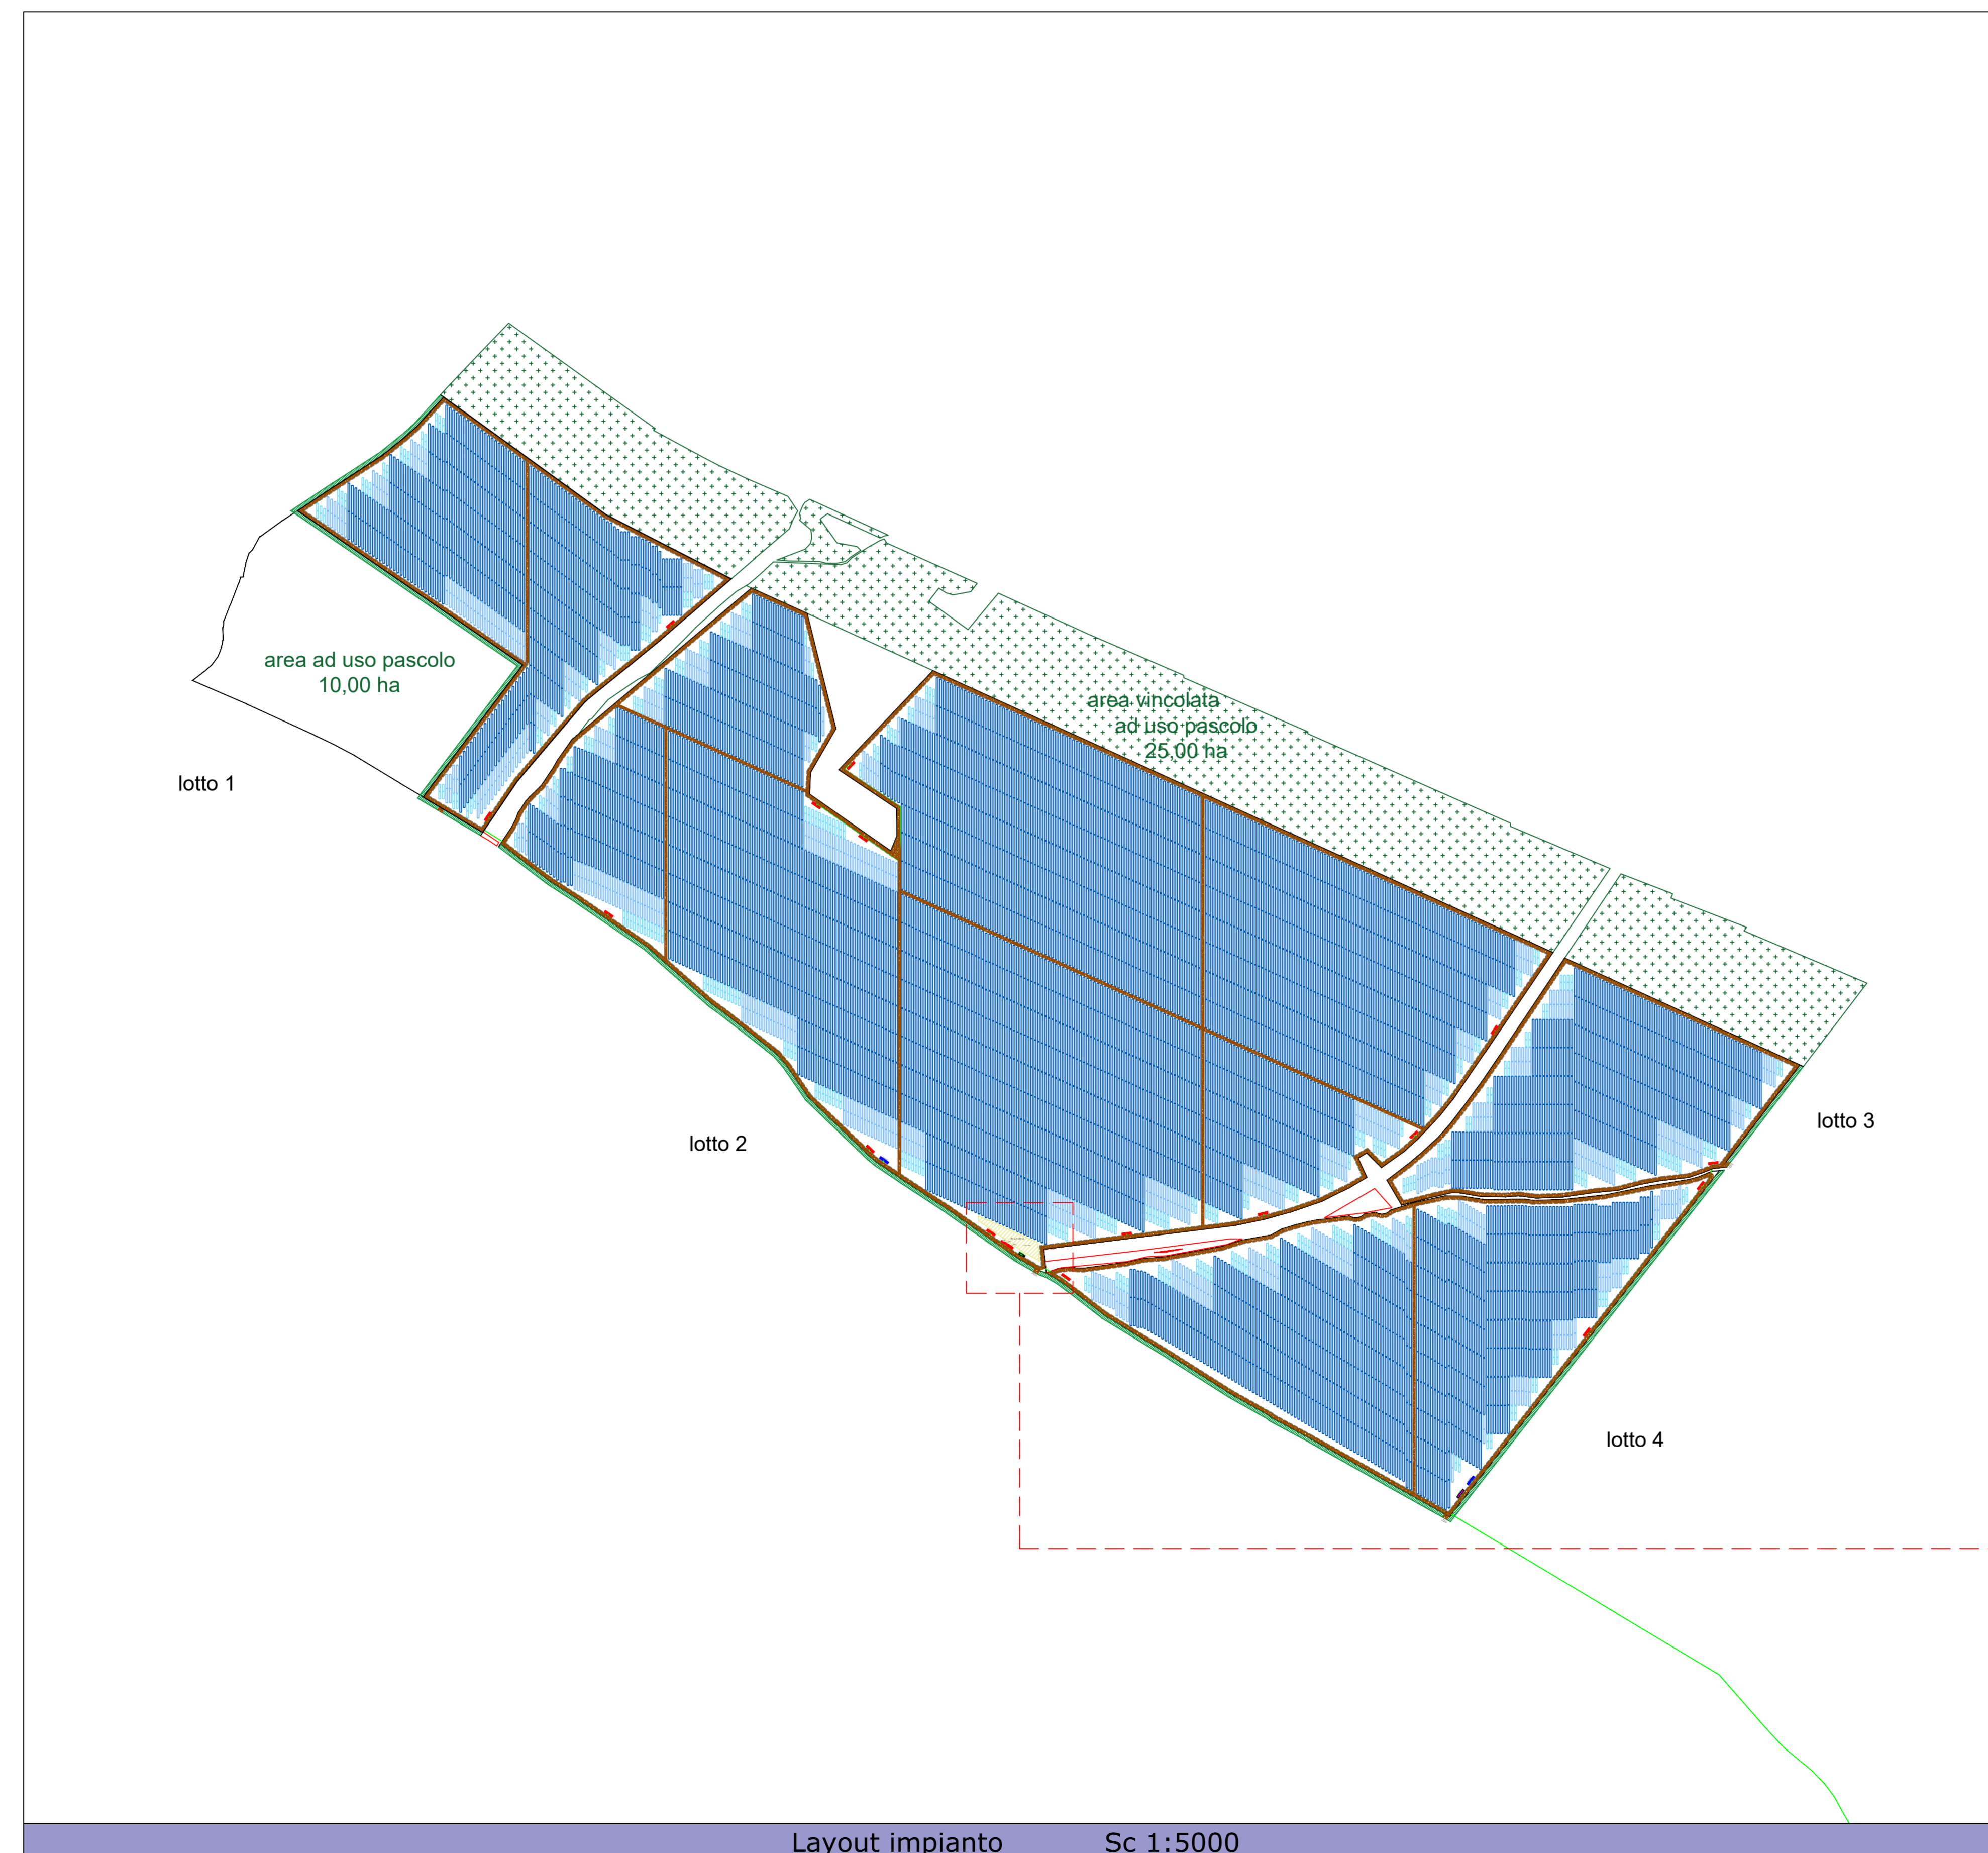 area ad uso pascolo
10,00 ha
area vincolata
ad uso pascolo
25,00 ha
lotto 1
lotto 2
lotto 3
lotto 4
Layout impianto Sc 1:5000